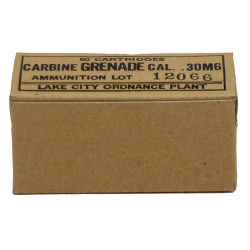 50 CARTRIDGES
CARBINE GRENADE CAL. .30M6
AMMUNITION LOT 12066
LAKE CITY ORDNANCE PLANT